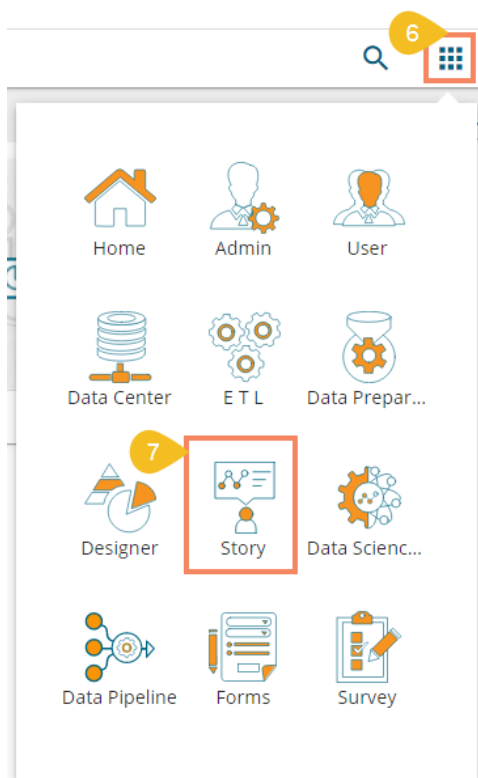 6
Home Admin User
Data Center E T L Data Prepar...
7
Designer Story Data Scienc...
Data Pipeline Forms Survey